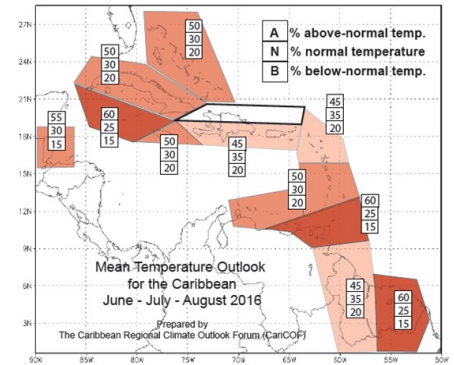 27N
24N
21N
18N
15N
12N
9N
6N
3N
90W
85W
80W
75W
70W
65W
60W
55W
50W
A % above-normal temp.
N % normal temperature
B % below-normal temp.
50
30
20
50
30
20
60
25
15
55
30
15
50
30
20
45
35
20
45
35
20
50
30
20
60
25
15
45
35
20
60
25
15
Mean Temperature Outlook
for the Caribbean
June - July - August 2016
Prepared by
The Caribbean Regional Climate Outlook Forum (CariCOF)